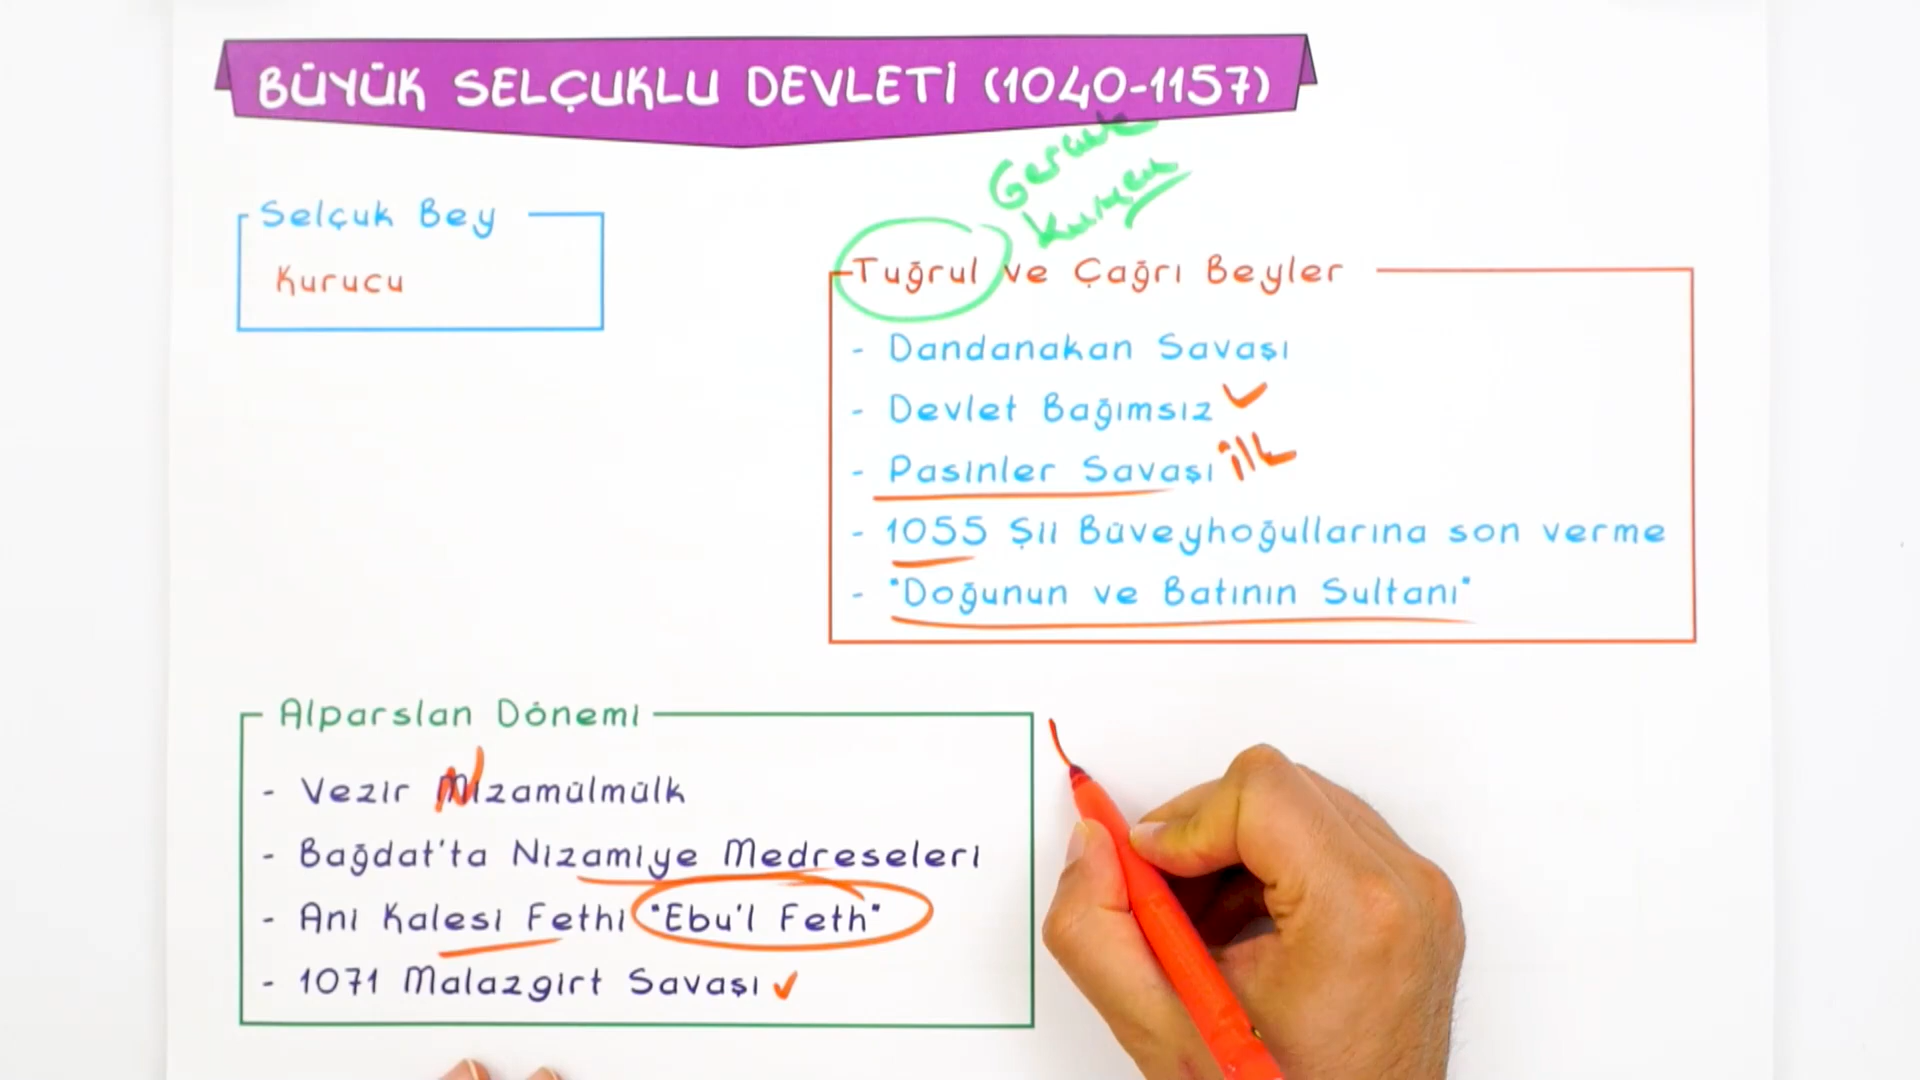 BÜYÜK SELÇUKLU DEVLETİ (1040-1157)
Gerçek
Kurucu
Selçuk Bey
Kurucu
Tuğrul ve Çağrı Beyler
- Dandanakan Savaşı
- Devlet Bağımsız
- Pasinler Savaşı İlk
- 1055 Şii Büveyhoğullarına son verme
- "Doğunun ve Batının Sultanı"
Alparslan Dönemi
- Vezir Nizamülmülk
- Bağdat'ta Nizamiye Medreseleri
- Ani Kalesi Fethi "Ebu'l Feth"
- 1071 Malazgirt Savaşı